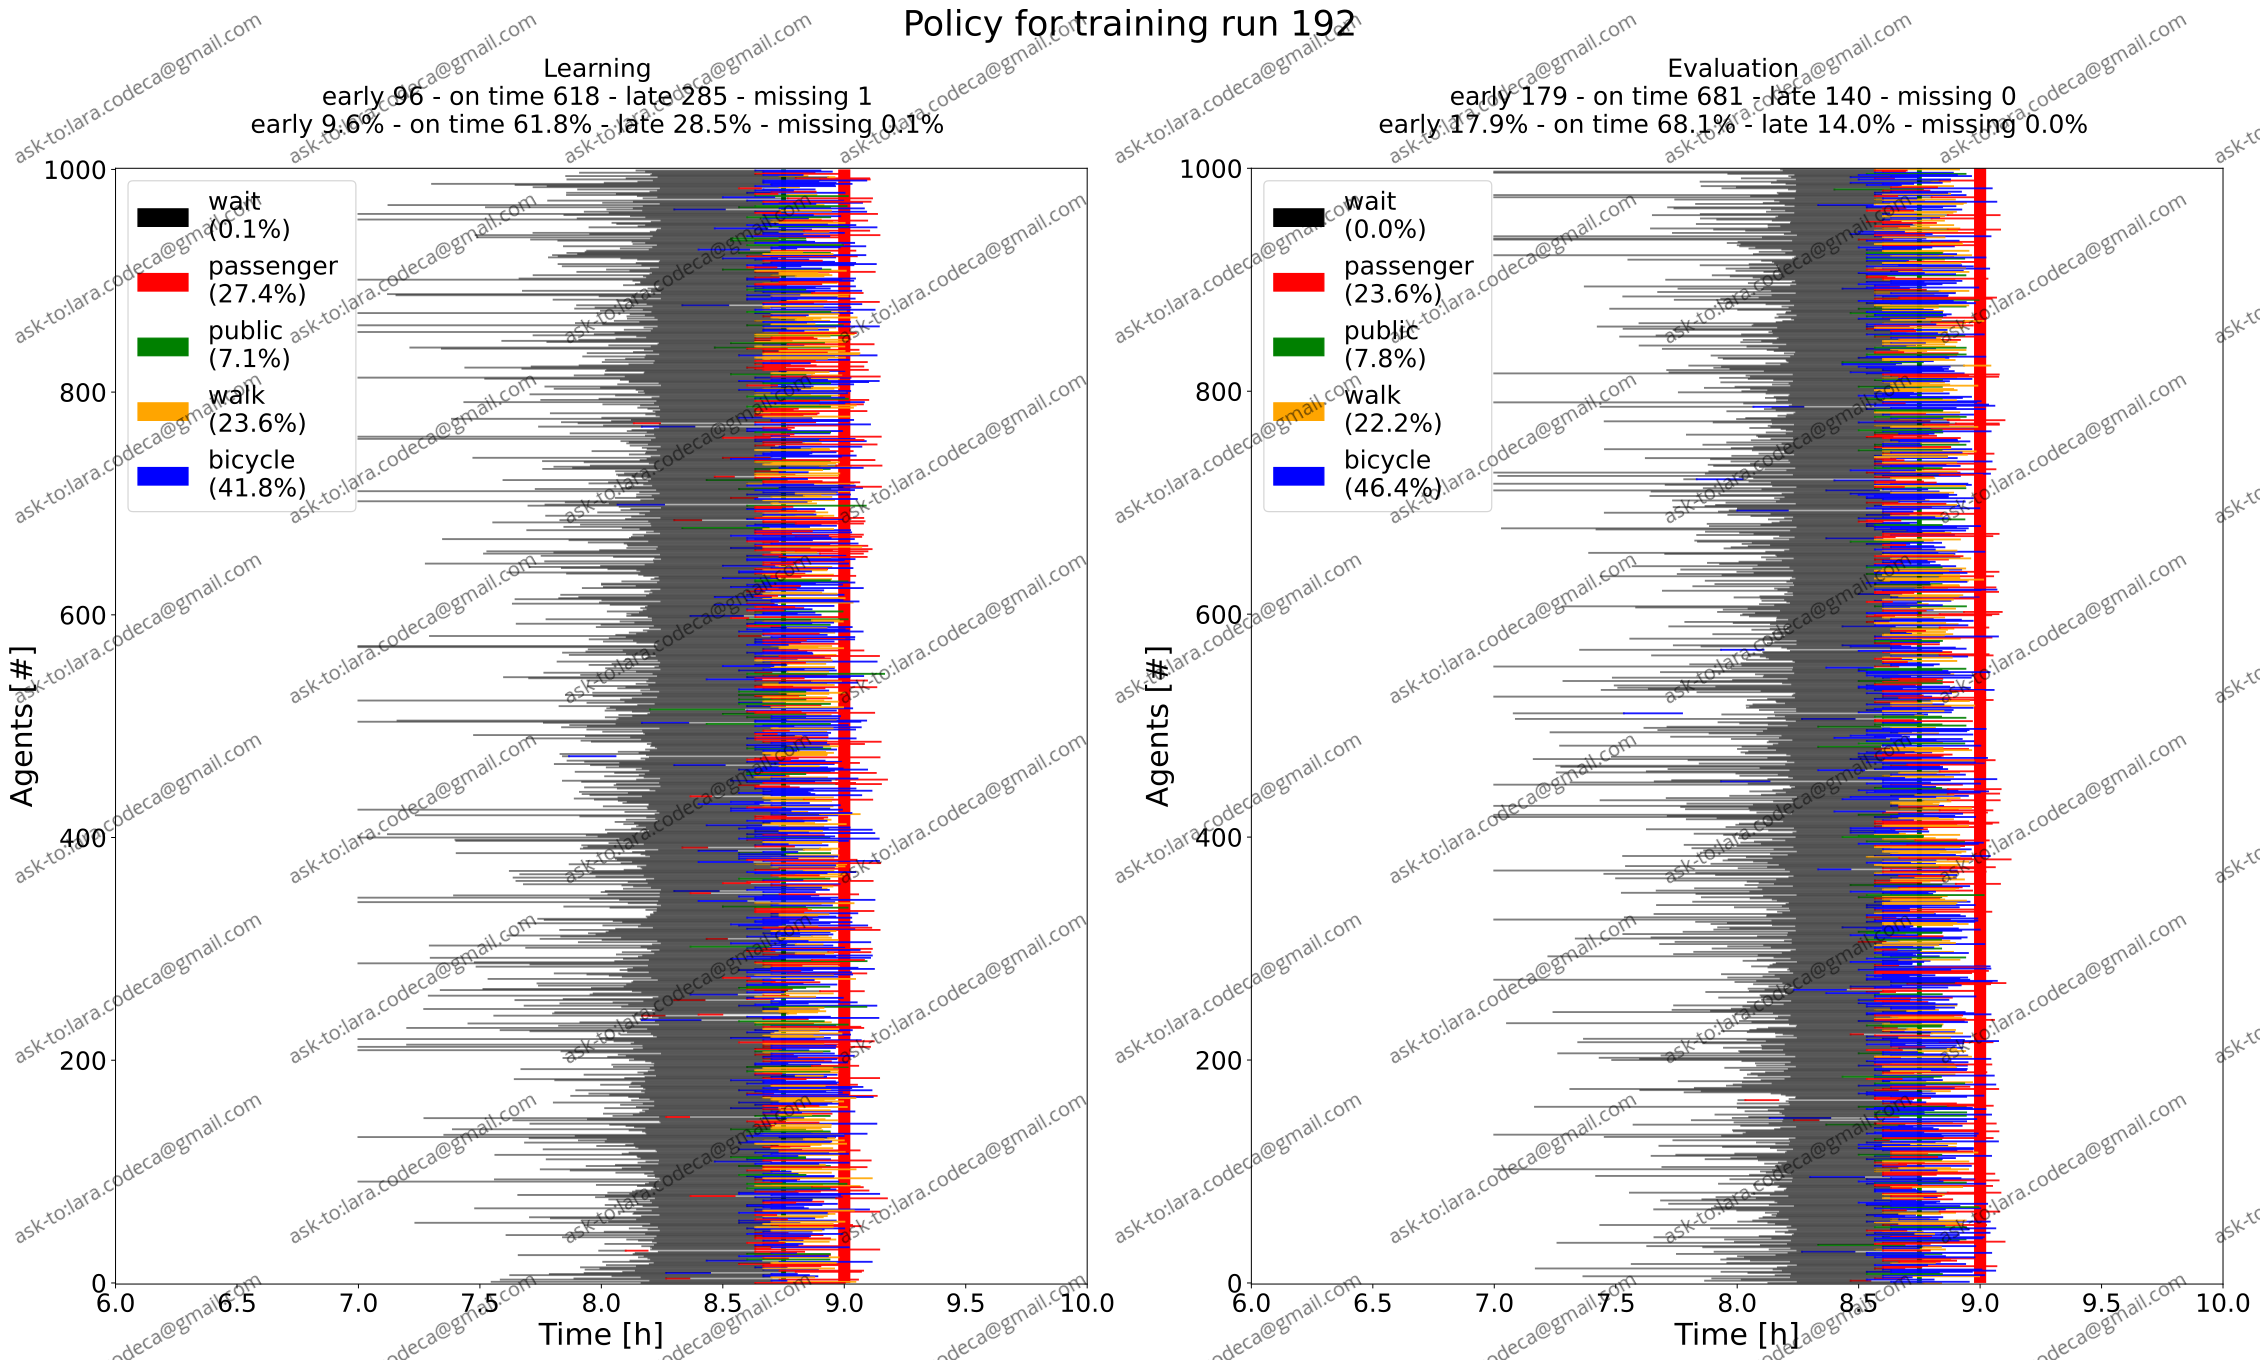 Policy for training run 192
Learning
early 96 - on time 618 - late 285 - missing 1
early 9.6% - on time 61.8% - late 28.5% - missing 0.1%
1000
800
600
400
200
0
Agents [#]
wait
(0.1%)
passenger
(27.4%)
public
(7.1%)
walk
(23.6%)
bicycle
(41.8%)
6.0 6.5 7.0 7.5 8.0 8.5 9.0 9.5 10.0
Time [h]
Evaluation
early 179 - on time 681 - late 140 - missing 0
early 17.9% - on time 68.1% - late 14.0% - missing 0.0%
1000
800
600
400
200
0
Agents [#]
wait
(0.0%)
passenger
(23.6%)
public
(7.8%)
walk
(22.2%)
bicycle
(46.4%)
6.0 6.5 7.0 7.5 8.0 8.5 9.0 9.5 10.0
Time [h]
ask-to:lara.codeca@gmail.com